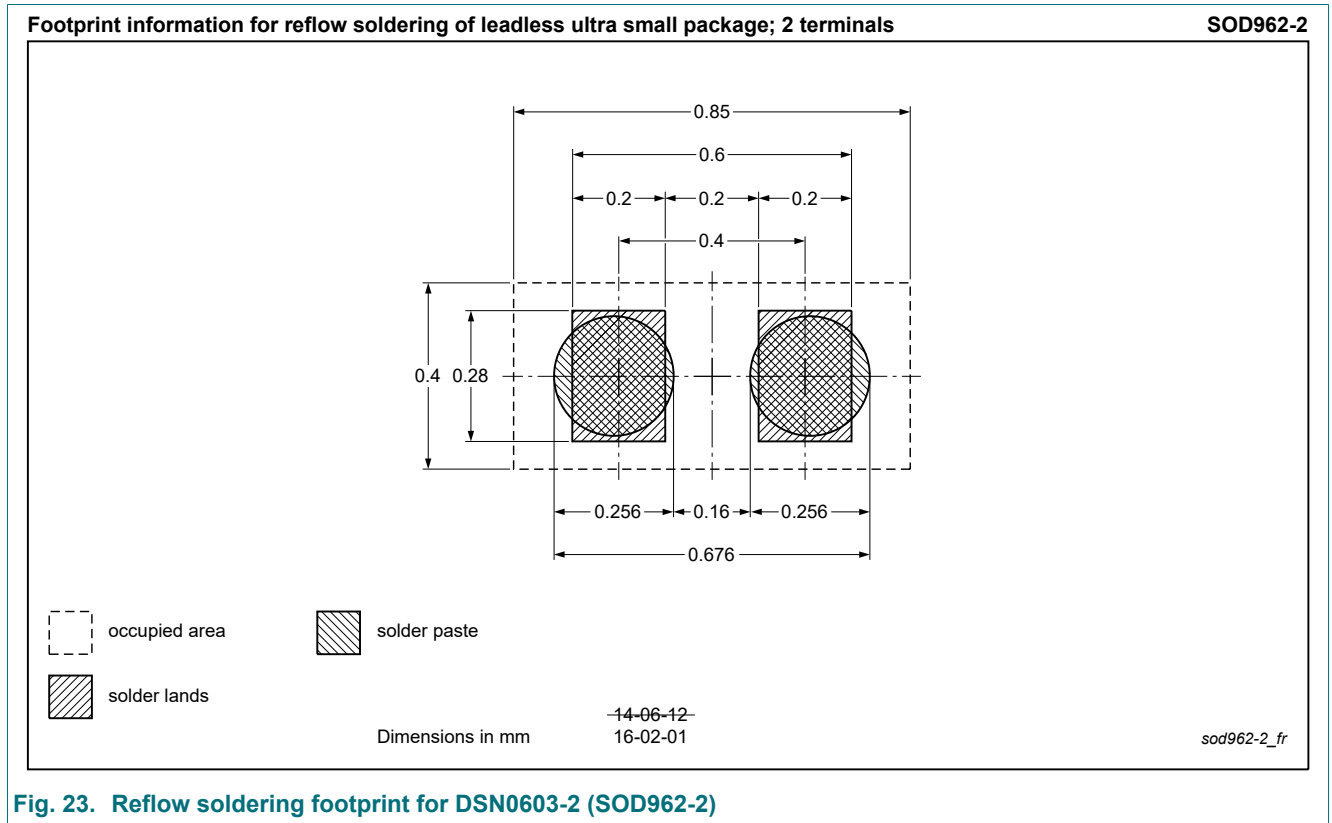 Footprint information for reflow soldering of leadless ultra small package; 2 terminals SOD962-2
0.85
0.6
0.2 0.2 0.2
0.4
0.4 0.28
0.256 0.16 0.256
0.676
occupied area solder paste
solder lands
14-06-12
Dimensions in mm 16-02-01 sod962-2_fr
Fig. 23. Reflow soldering footprint for DSN0603-2 (SOD962-2)